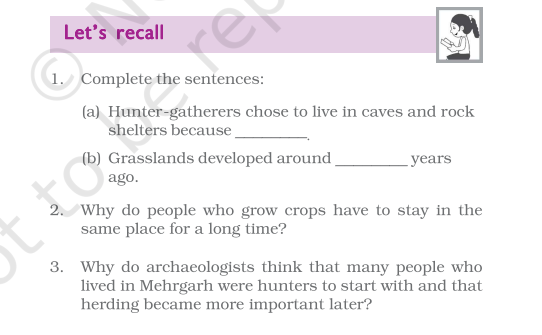 Let's recall
1. Complete the sentences:
(a) Hunter-gatherers chose to live in caves and rock
shelters because ________.
(b) Grasslands developed around ________ years
ago.
2. Why do people who grow crops have to stay in the
same place for a long time?
3. Why do archaeologists think that many people who
lived in Mehrgarh were hunters to start with and that
herding became more important later?